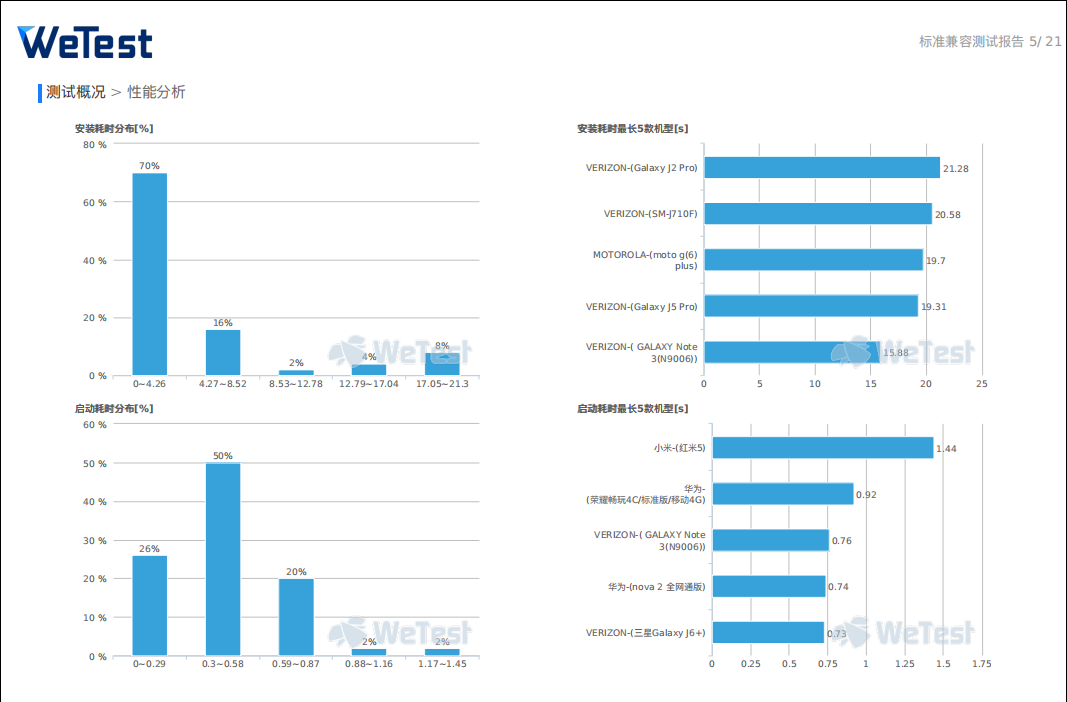 WeTest
标准兼容测试报告 5/ 21
测试概况 > 性能分析
安装耗时分布[%]
80 %
60 %
40 %
20 %
0 %
70%
16%
2%
4%
8%
0~4.26
4.27~8.52
8.53~12.78
12.79~17.04
17.05~21.3
WeTest
安装耗时最长5款机型[s]
VERIZON-(Galaxy J2 Pro)
21.28
VERIZON-(SM-J710F)
20.58
MOTOROLA-(moto g(6)
plus)
19.7
VERIZON-(Galaxy J5 Pro)
19.31
VERIZON-( GALAXY Note
3(N9006))
15.88
0
5
10
15
20
25
WeTest
启动耗时分布[%]
60 %
50 %
40 %
30 %
20 %
10 %
0 %
26%
50%
20%
2%
2%
0~0.29
0.3~0.58
0.59~0.87
0.88~1.16
1.17~1.45
WeTest
启动耗时最长5款机型[s]
小米-(红米5)
1.44
华为-
(荣耀畅玩4C/标准版/移动4G)
0.92
VERIZON-( GALAXY Note
3(N9006))
0.76
华为-(nova 2 全网通版)
0.74
VERIZON-(三星Galaxy J6+)
0.73
0
0.25
0.5
0.75
1
1.25
1.5
1.75
WeTest